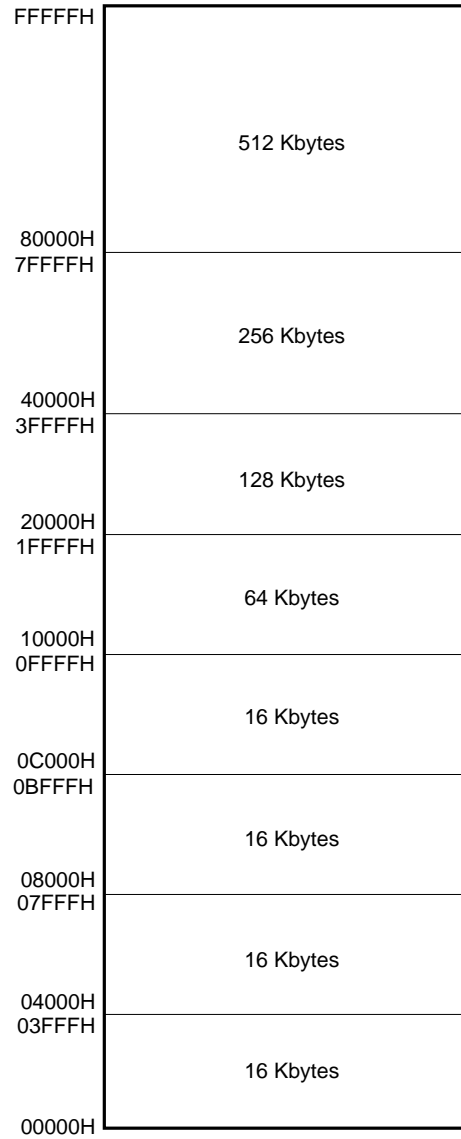 FFFFFH
512 Kbytes
80000H
7FFFFH
256 Kbytes
40000H
3FFFFH
128 Kbytes
20000H
1FFFFH
64 Kbytes
10000H
0FFFFH
16 Kbytes
0C000H
0BFFFH
16 Kbytes
08000H
07FFFH
16 Kbytes
04000H
03FFFH
16 Kbytes
00000H